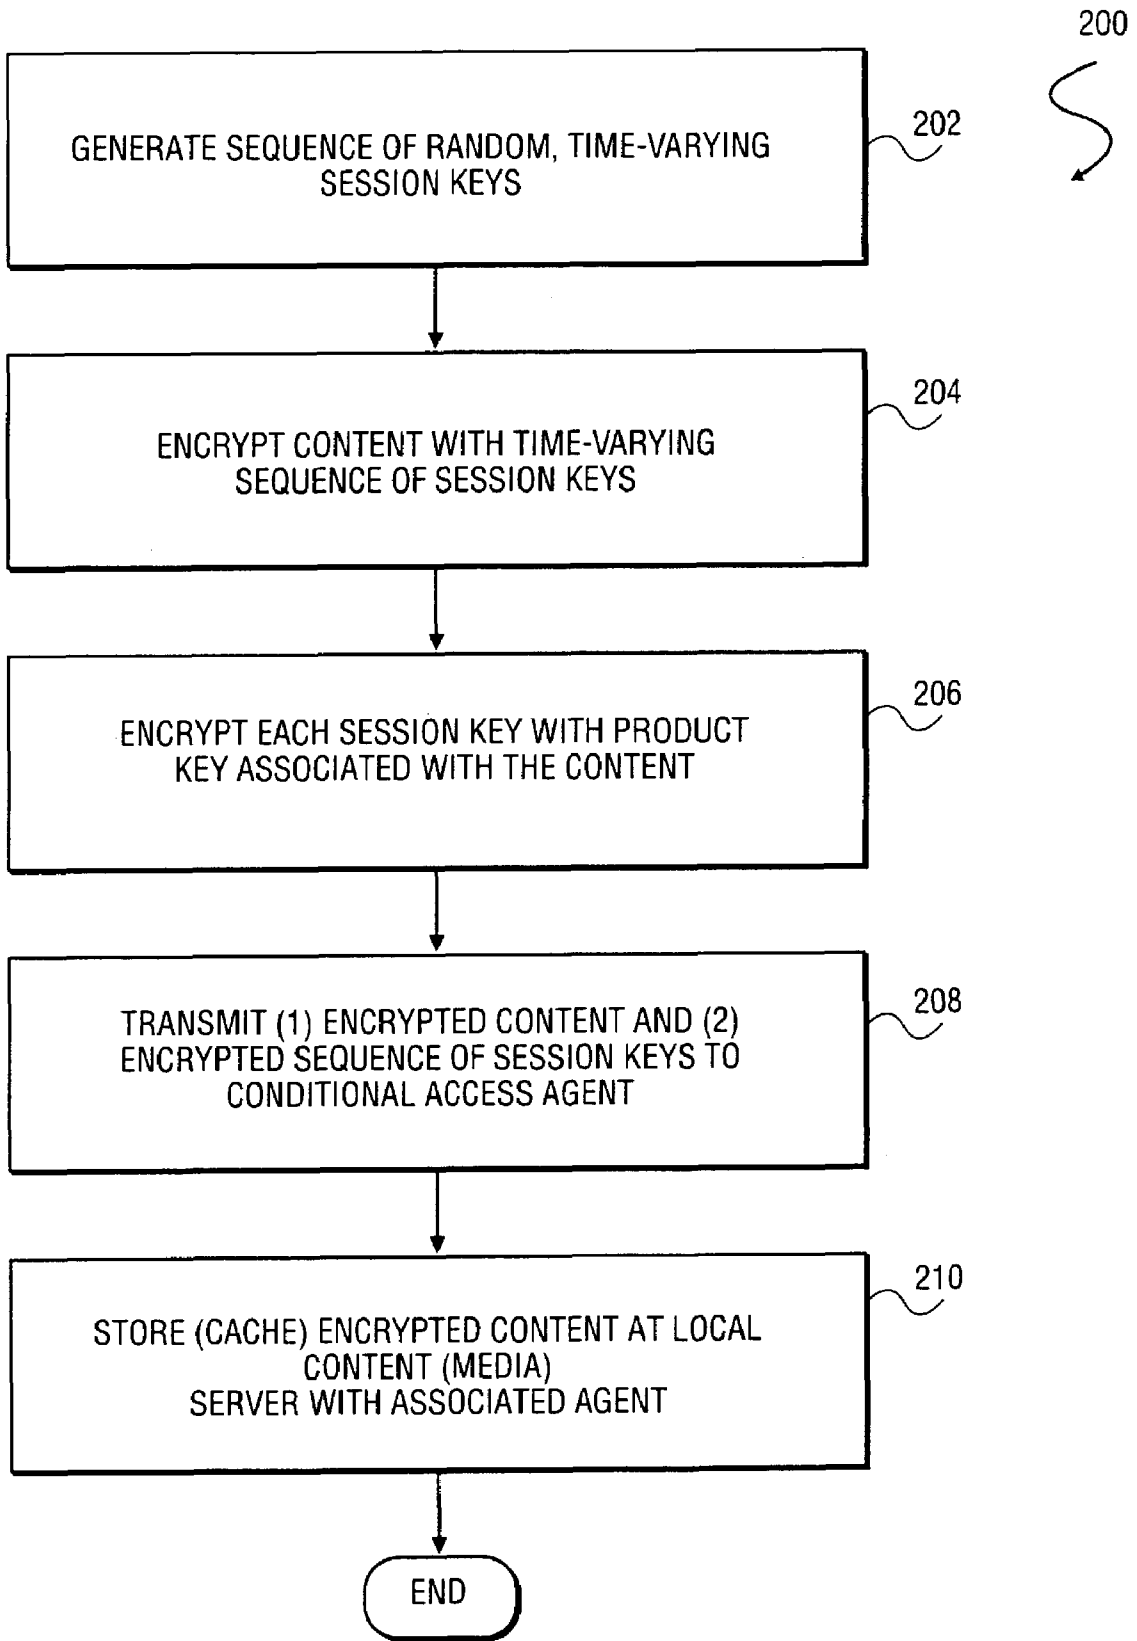 200
GENERATE SEQUENCE OF RANDOM, TIME-VARYING
SESSION KEYS
202
ENCRYPT CONTENT WITH TIME-VARYING
SEQUENCE OF SESSION KEYS
204
ENCRYPT EACH SESSION KEY WITH PRODUCT
KEY ASSOCIATED WITH THE CONTENT
206
TRANSMIT (1) ENCRYPTED CONTENT AND (2)
ENCRYPTED SEQUENCE OF SESSION KEYS TO
CONDITIONAL ACCESS AGENT
208
STORE (CACHE) ENCRYPTED CONTENT AT LOCAL
CONTENT (MEDIA)
SERVER WITH ASSOCIATED AGENT
210
END